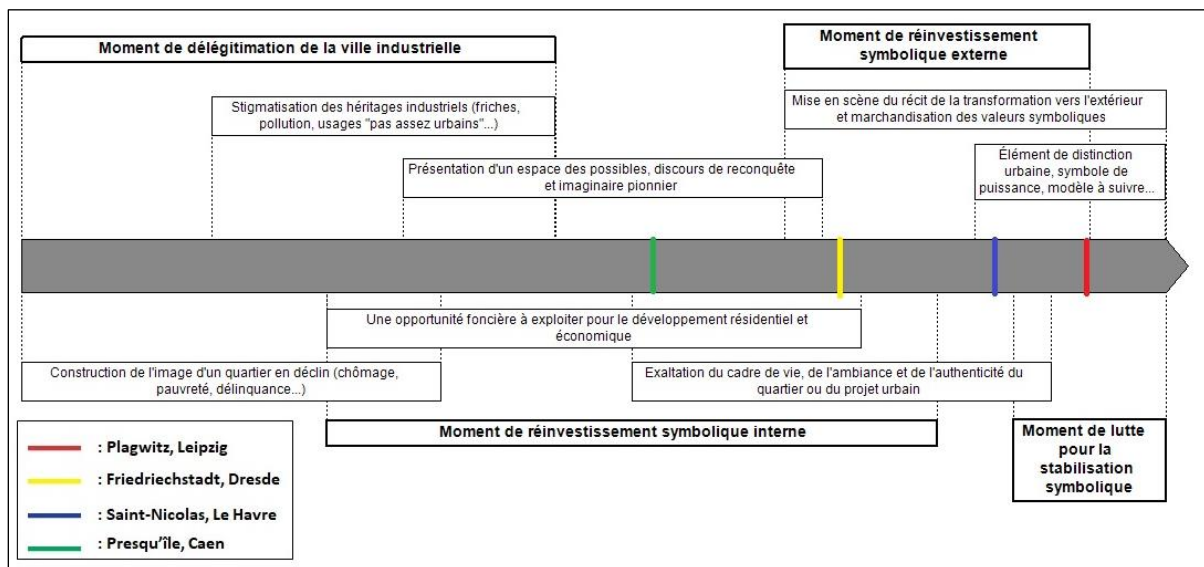 Moment de délégitimation de la ville industrielle
Moment de réinvestissement
symbolique externe
Stigmatisation des héritages industriels (friches,
pollution, usages "pas assez urbains"...)
Mise en scène du récit de la transformation vers l'extérieur
et marchandisation des valeurs symboliques
Présentation d'un espace des possibles, discours de reconquête
et imaginaire pionnier
Élément de distinction
urbaine, symbole de
puissance, modèle à suivre...
Une opportunité foncière à exploiter pour le développement résidentiel et
économique
Construction de l'image d'un quartier en déclin (chômage,
pauvreté, délinquance...)
Exaltation du cadre de vie, de l'ambiance et de l'authenticité du
quartier ou du projet urbain
Moment de réinvestissement symbolique interne
Moment de lutte
pour la
stabilisation
symbolique
: Plagwitz, Leipzig
: Friedriechstadt, Dresde
: Saint-Nicolas, Le Havre
: Presqu'île, Caen